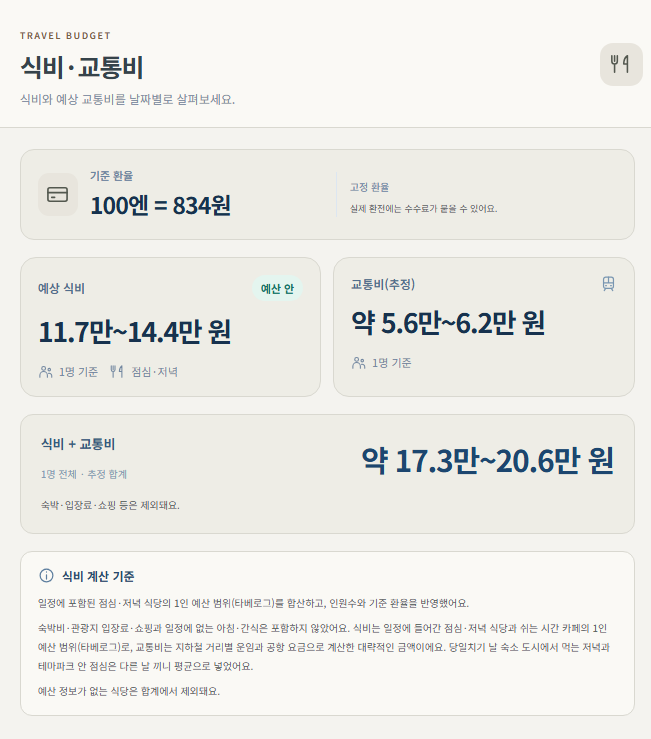 TRAVEL BUDGET
식비·교통비
식비와 예상 교통비를 날짜별로 살펴보세요.
기준 환율
100엔 = 834원
고정 환율
실제 환전에는 수수료가 붙을 수 있어요.
예상 식비
예산 안
11.7만~14.4만 원
1명 기준
점심·저녁
교통비(추정)
약 5.6만~6.2만 원
1명 기준
식비 + 교통비
1명 전체 · 추정 합계
숙박·입장료·쇼핑 등은 제외돼요.
약 17.3만~20.6만 원
식비 계산 기준
일정에 포함된 점심·저녁 식당의 1인 예산 범위(타베로그)를 합산하고, 인원수와 기준 환율을 반영했어요.
숙박비·관광지 입장료·쇼핑과 일정에 없는 아침·간식은 포함하지 않았어요. 식비는 일정에 들어간 점심·저녁 식당과 쉬는 시간 카페의 1인
예산 범위(타베로그)로, 교통비는 지하철 거리별 운임과 공항 요금으로 계산한 대략적인 금액이에요. 당일치기 날 숙소 도시에서 먹는 저녁과
테마파크 안 점심은 다른 날 끼니 평균으로 넣었어요.
예산 정보가 없는 식당은 합계에서 제외돼요.